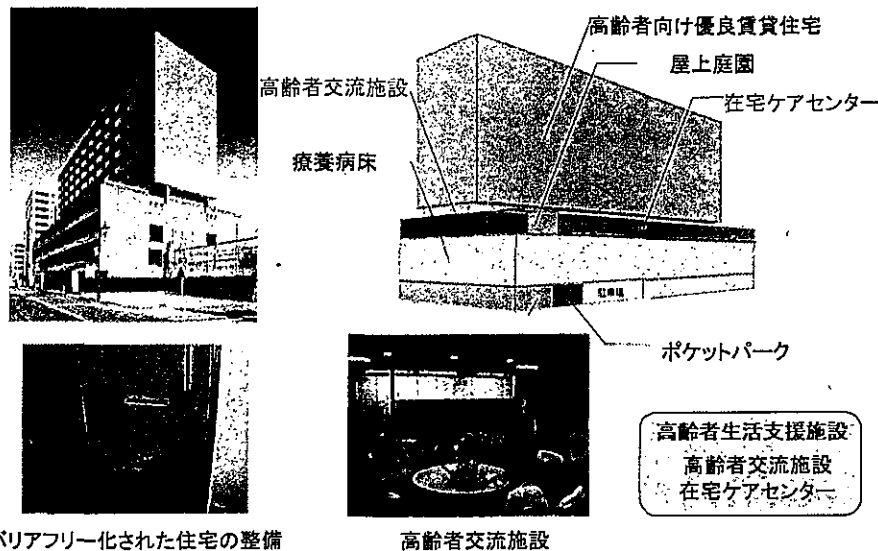 高齢者向け優良賃貸住宅
屋上庭園
高齢者交流施設
在宅ケアセンター
療養病床
駐車場
ポケットパーク
高齢者生活支援施設
高齢者交流施設
在宅ケアセンター
バリアフリー化された住宅の整備
高齢者交流施設